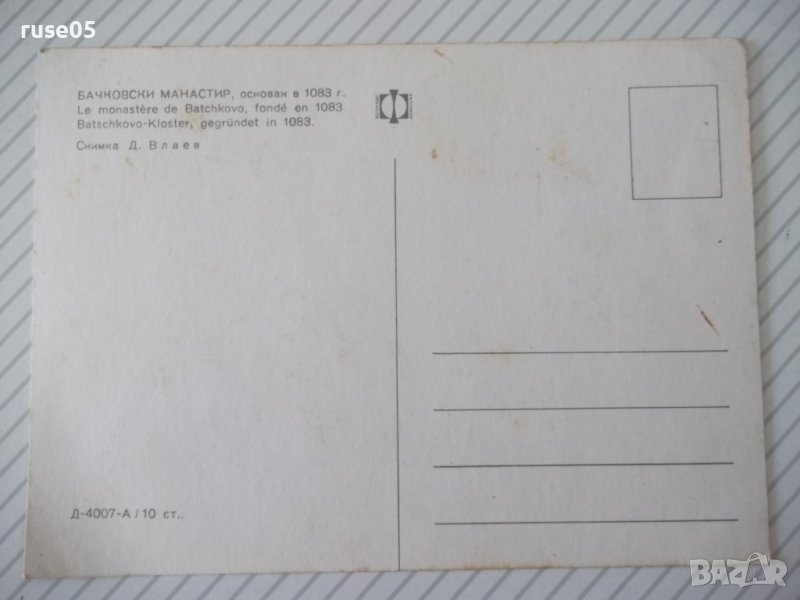 ruse05
БАЧКОВСКИ МАНАСТИР, основан в 1083 г.
Le monastère de Batchkovo, fondé en 1083
Batschkovo-Kloster, gegründet in 1083.
Снимка Д. Влаев
Д-4007-А / 10 ст..
BAZAR